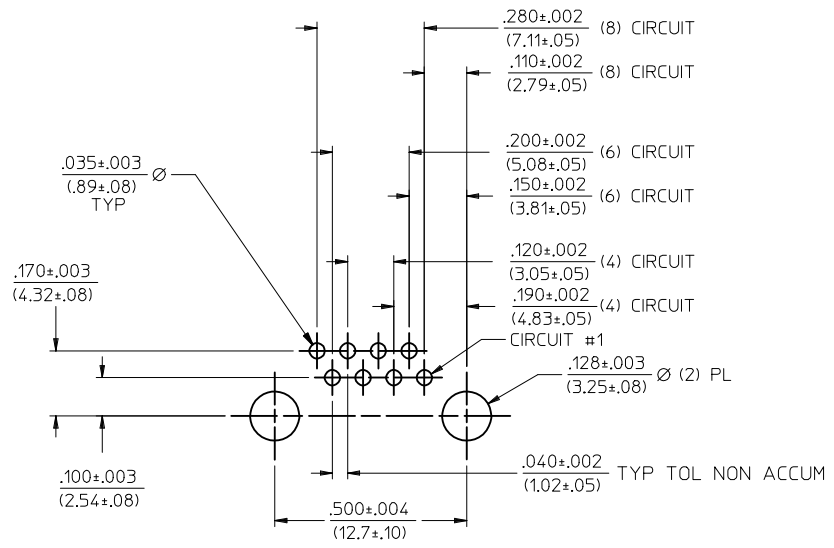 .280±.002
(7.11±.05)
(8) CIRCUIT
.110±.002
(2.79±.05)
(8) CIRCUIT
.035±.003
(.89±.08)
Ø
TYP
.200±.002
(5.08±.05)
(6) CIRCUIT
.150±.002
(3.81±.05)
(6) CIRCUIT
.170±.003
(4.32±.08)
.120±.002
(3.05±.05)
(4) CIRCUIT
.190±.002
(4.83±.05)
(4) CIRCUIT
CIRCUIT #1
.128±.003
(3.25±.08)
Ø (2) PL
.100±.003
(2.54±.08)
.040±.002
(1.02±.05)
TYP TOL NON ACCUM
.500±.004
(12.7±.10)